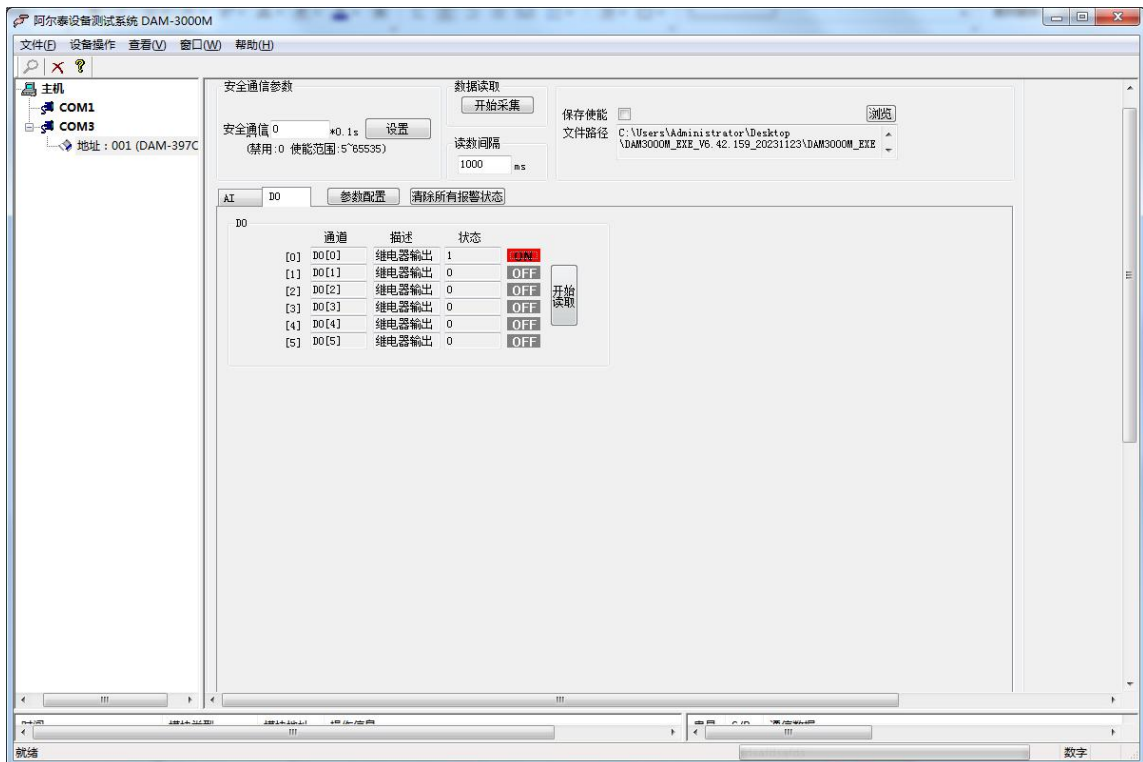 阿尔泰设备测试系统 DAM-3000M
文件(F) 设备操作 查看(V) 窗口(W) 帮助(H)
主机
COM1
COM3
地址：001 (DAM-397C
安全通信参数
安全通信 0 *0.1s 设置
(禁用:0 使能范围:5~65535)
数据读取
开始采集
读数间隔
1000 ms
保存使能 浏览
文件路径 C:\Users\Administrator\Desktop
\DAM3000M_EXE_V6.42.159_20231123\DAM3000M_EXE
AI DO 参数配置 清除所有报警状态
DO
通道 描述 状态
[0] DO[0] 继电器输出 1 ON
[1] DO[1] 继电器输出 0 OFF
[2] DO[2] 继电器输出 0 OFF
[3] DO[3] 继电器输出 0 OFF
[4] DO[4] 继电器输出 0 OFF
[5] DO[5] 继电器输出 0 OFF
开始
读取
就绪 数字